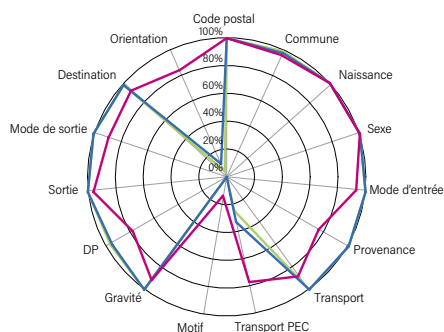 Code postal
Commune
Naissance
Sexe
Mode d'entrée
Provenance
Transport
Transport PEC
Motif
Gravité
DP
Sortie
Mode de sortie
Destination
Orientation
100%
80%
60%
40%
20%
0%